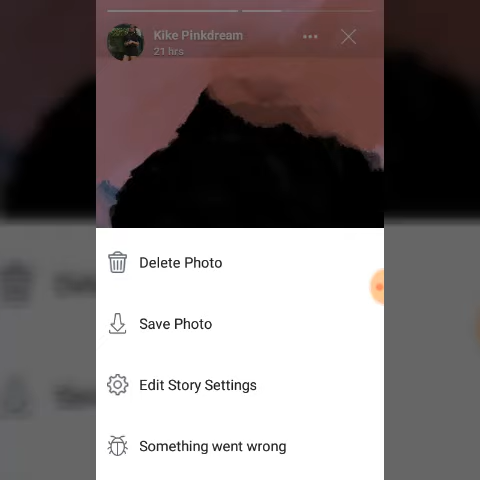 Kike Pinkdream
21 hrs
Delete Photo
Save Photo
Edit Story Settings
Something went wrong